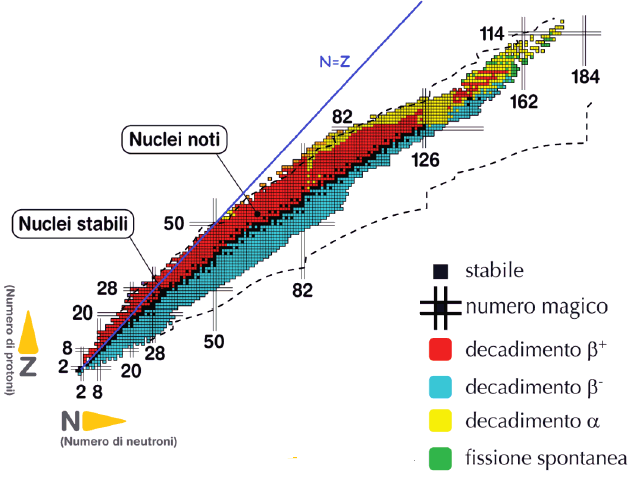 114
184
N=Z
162
82
Nuclei noti
126
50
Nuclei stabili
28
82
20
50
8
28
2
20
2 8
Z
(Numero di protoni)
N
(Numero di neutroni)
stabile
numero magico
decadimento β+
decadimento β-
decadimento α
fissione spontanea